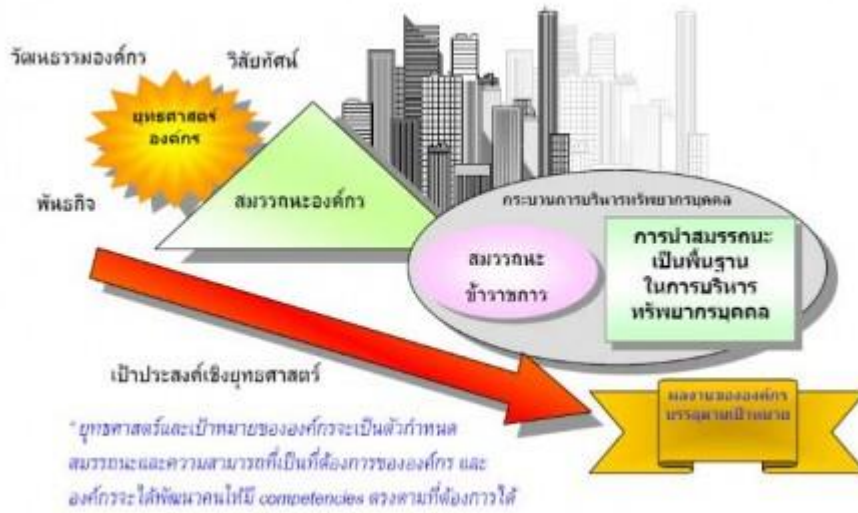 วัฒนธรรมองค์กร
วิสัยทัศน์
ยุทธศาสตร์
องค์กร
พันธกิจ
สมรรถนะองค์กร
กระบวนการบริหารทรัพยากรบุคคล
สมรรถนะ
ข้าราชการ
การนำสมรรถนะ
เป็นพื้นฐาน
ในการบริหาร
ทรัพยากรบุคคล
เป้าประสงค์เชิงยุทธศาสตร์
ผลงานขององค์กร
บรรลุตามเป้าหมาย
"ยุทธศาสตร์และเป้าหมายขององค์กรจะเป็นตัวกำหนด
สมรรถนะและความสามารถที่เป็นที่ต้องการขององค์กร และ
องค์กรจะได้พัฒนาคนให้มี competencies ตรงตามที่ต้องการได้